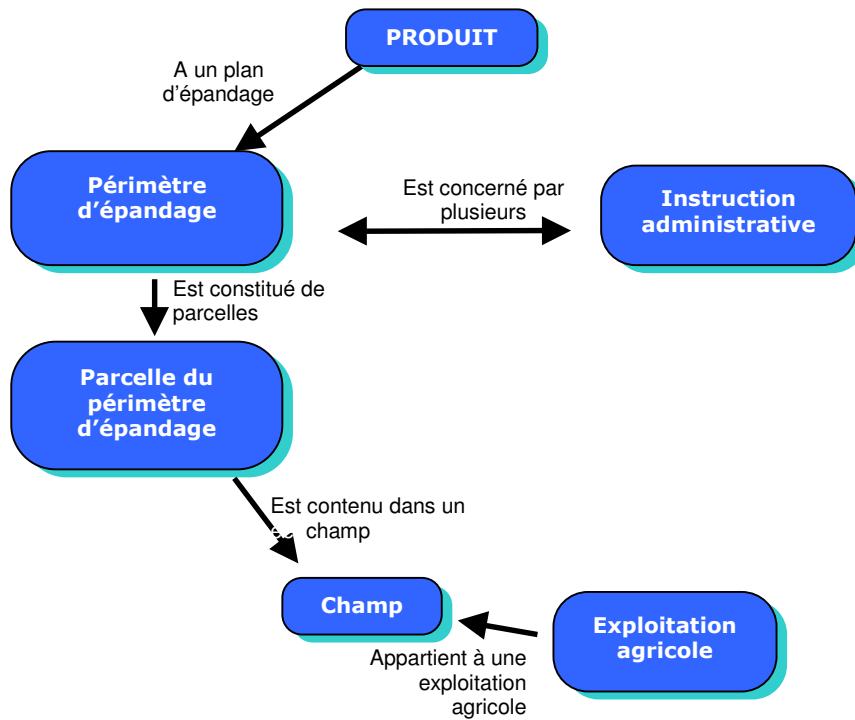 PRODUIT
A un plan
d'épandage
Périmètre
d'épandage
Est concerné par
plusieurs
Instruction
administrative
Est constitué de
parcelles
Parcelle du
périmètre
d'épandage
Est contenu dans un
champ
Champ
Exploitation
agricole
Appartient à une
exploitation
agricole